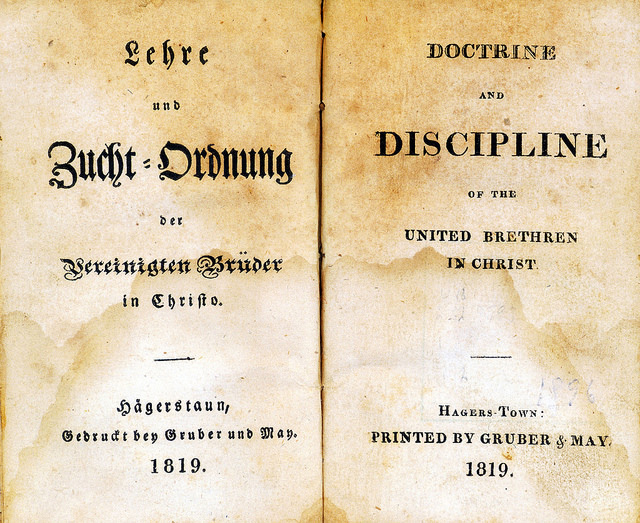 Lehre
und
Zucht-Ordnung
der
Vereinigten Brüder
in Christo.
Hägerstaun,
Gedruckt bey Gruber und May.
1819.
DOCTRINE
AND
DISCIPLINE
OF THE
UNITED BRETHREN
IN CHRIST.
HAGERS-TOWN:
PRINTED BY GRUBER & MAY.
1819.